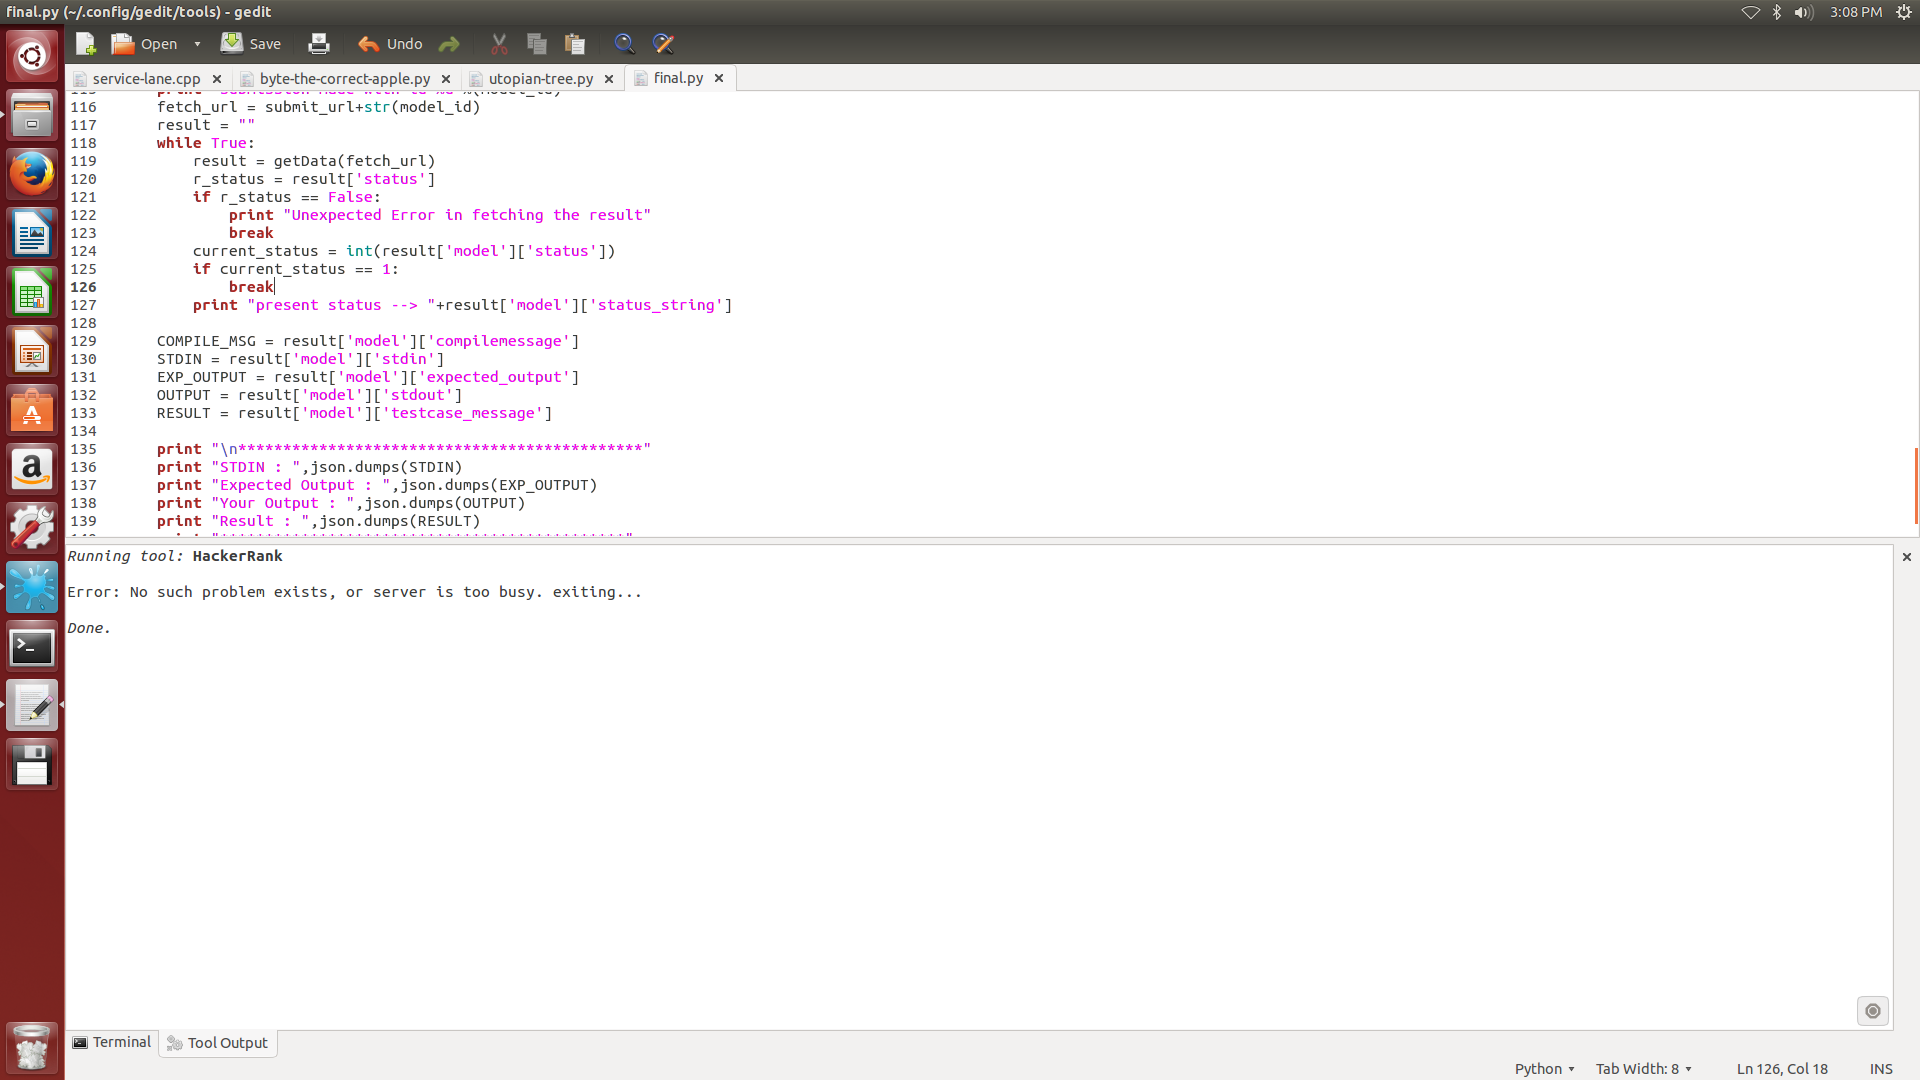 final.py (~/.config/gedit/tools) - gedit
3:08 PM
Open
Save
Undo
service-lane.cpp
byte-the-correct-apple.py
utopian-tree.py
final.py
116 fetch_url = submit_url+str(model_id)
117 result = ""
118 while True:
119 result = getData(fetch_url)
120 r_status = result['status']
121 if r_status == False:
122 print "Unexpected Error in fetching the result"
123 break
124 current_status = int(result['model']['status'])
125 if current_status == 1:
126 break
127 print "present status --> "+result['model']['status_string']
128
129 COMPILE_MSG = result['model']['compilemessage']
130 STDIN = result['model']['stdin']
131 EXP_OUTPUT = result['model']['expected_output']
132 OUTPUT = result['model']['stdout']
133 RESULT = result['model']['testcase_message']
134
135 print "\n*********************************************"
136 print "STDIN : ",json.dumps(STDIN)
137 print "Expected Output : ",json.dumps(EXP_OUTPUT)
138 print "Your Output : ",json.dumps(OUTPUT)
139 print "Result : ",json.dumps(RESULT)
Running tool: HackerRank
Error: No such problem exists, or server is too busy. exiting...
Done.
Terminal
Tool Output
Python
Tab Width: 8
Ln 126, Col 18
INS